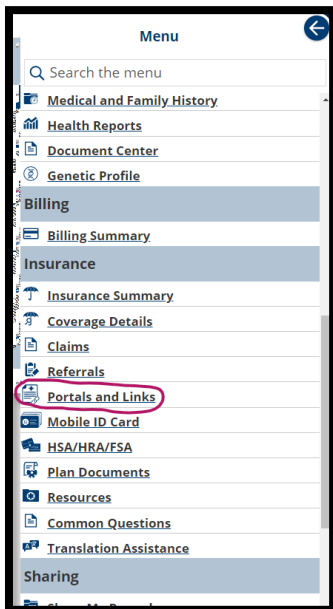 Menu
Search the menu
Medical and Family History
Health Reports
Document Center
Genetic Profile
Billing
Billing Summary
Insurance
Insurance Summary
Coverage Details
Claims
Referrals
Portals and Links
Mobile ID Card
HSA/HRA/FSA
Plan Documents
Resources
Common Questions
Translation Assistance
Sharing